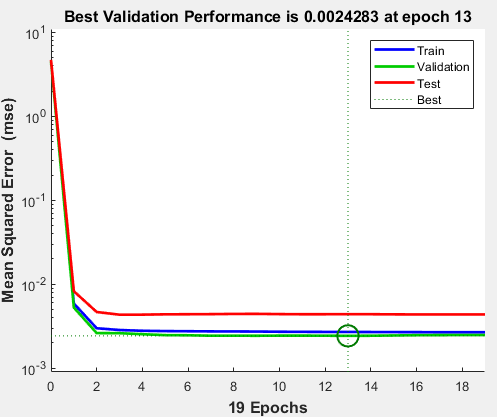 Best Validation Performance is 0.0024283 at epoch 13
Mean Squared Error (mse)
10^1
10^0
10^-1
10^-2
10^-3
Train
Validation
Test
Best
0 2 4 6 8 10 12 14 16 18
19 Epochs